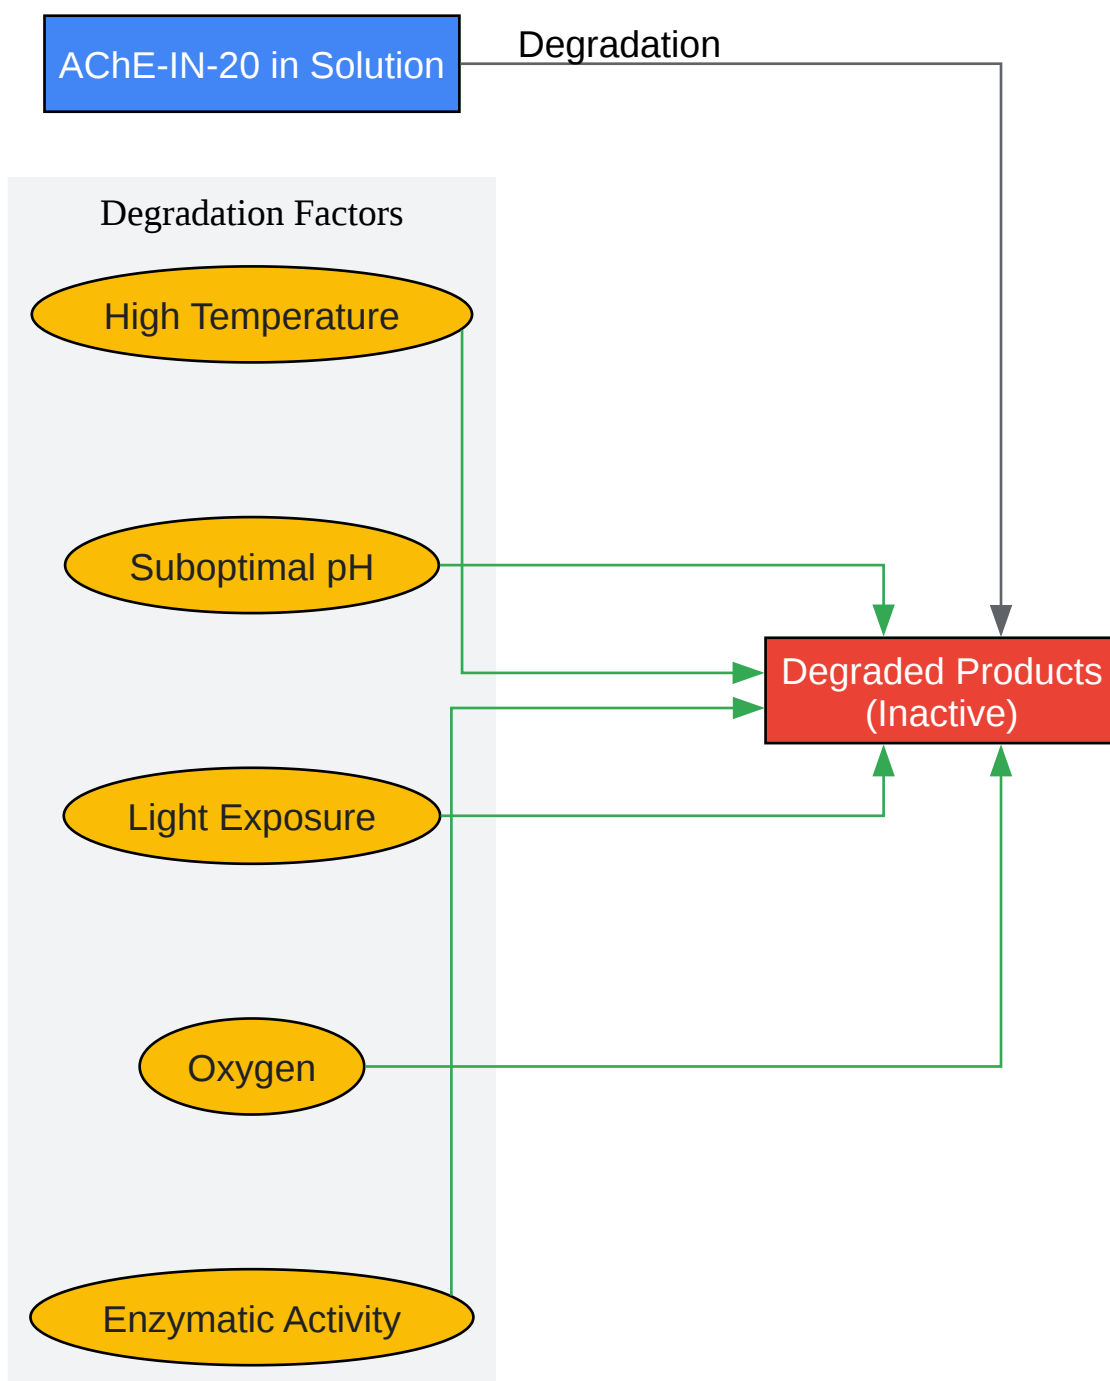 AChE-IN-20 in Solution
Degradation
Degradation Factors
High Temperature
Suboptimal pH
Degraded Products
(Inactive)
Light Exposure
Oxygen
Enzymatic Activity